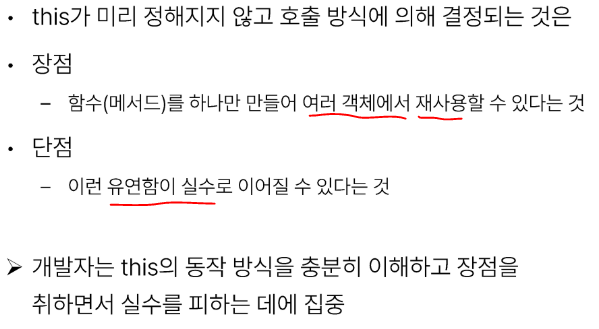 • this가 미리 정해지지 않고 호출 방식에 의해 결정되는 것은
• 장점
– 함수(메서드)를 하나만 만들어 여러 객체에서 재사용할 수 있다는 것
• 단점
– 이런 유연함이 실수로 이어질 수 있다는 것
➢ 개발자는 this의 동작 방식을 충분히 이해하고 장점을
취하면서 실수를 피하는 데에 집중